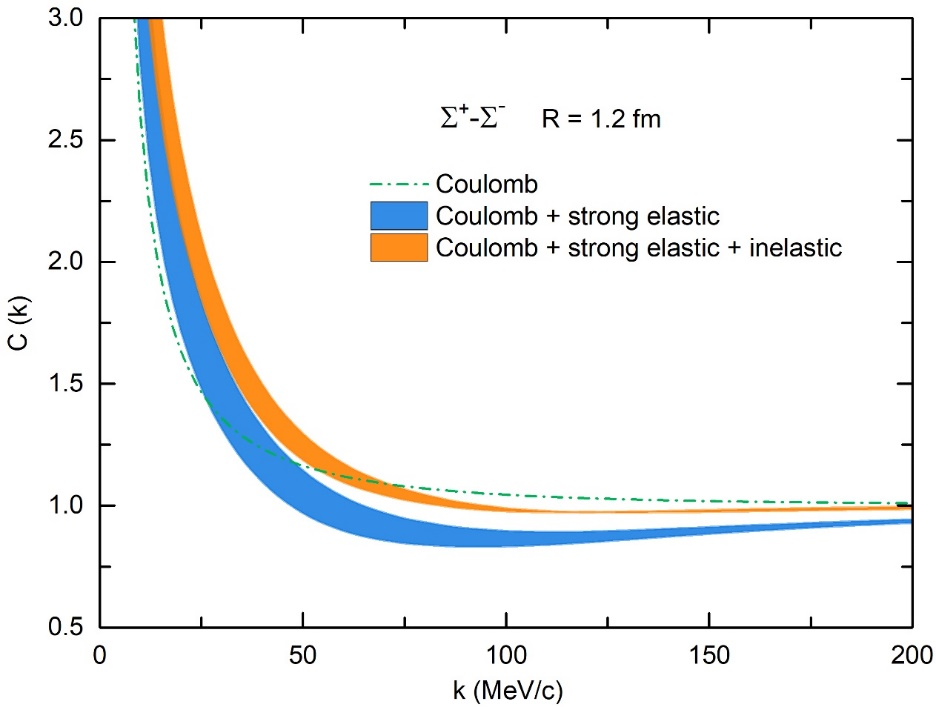 3.0
2.5
2.0
1.5
1.0
0.5
C (k)
Σ⁺-Σ⁻ R = 1.2 fm
Coulomb
Coulomb + strong elastic
Coulomb + strong elastic + inelastic
0 50 100 150 200
k (MeV/c)